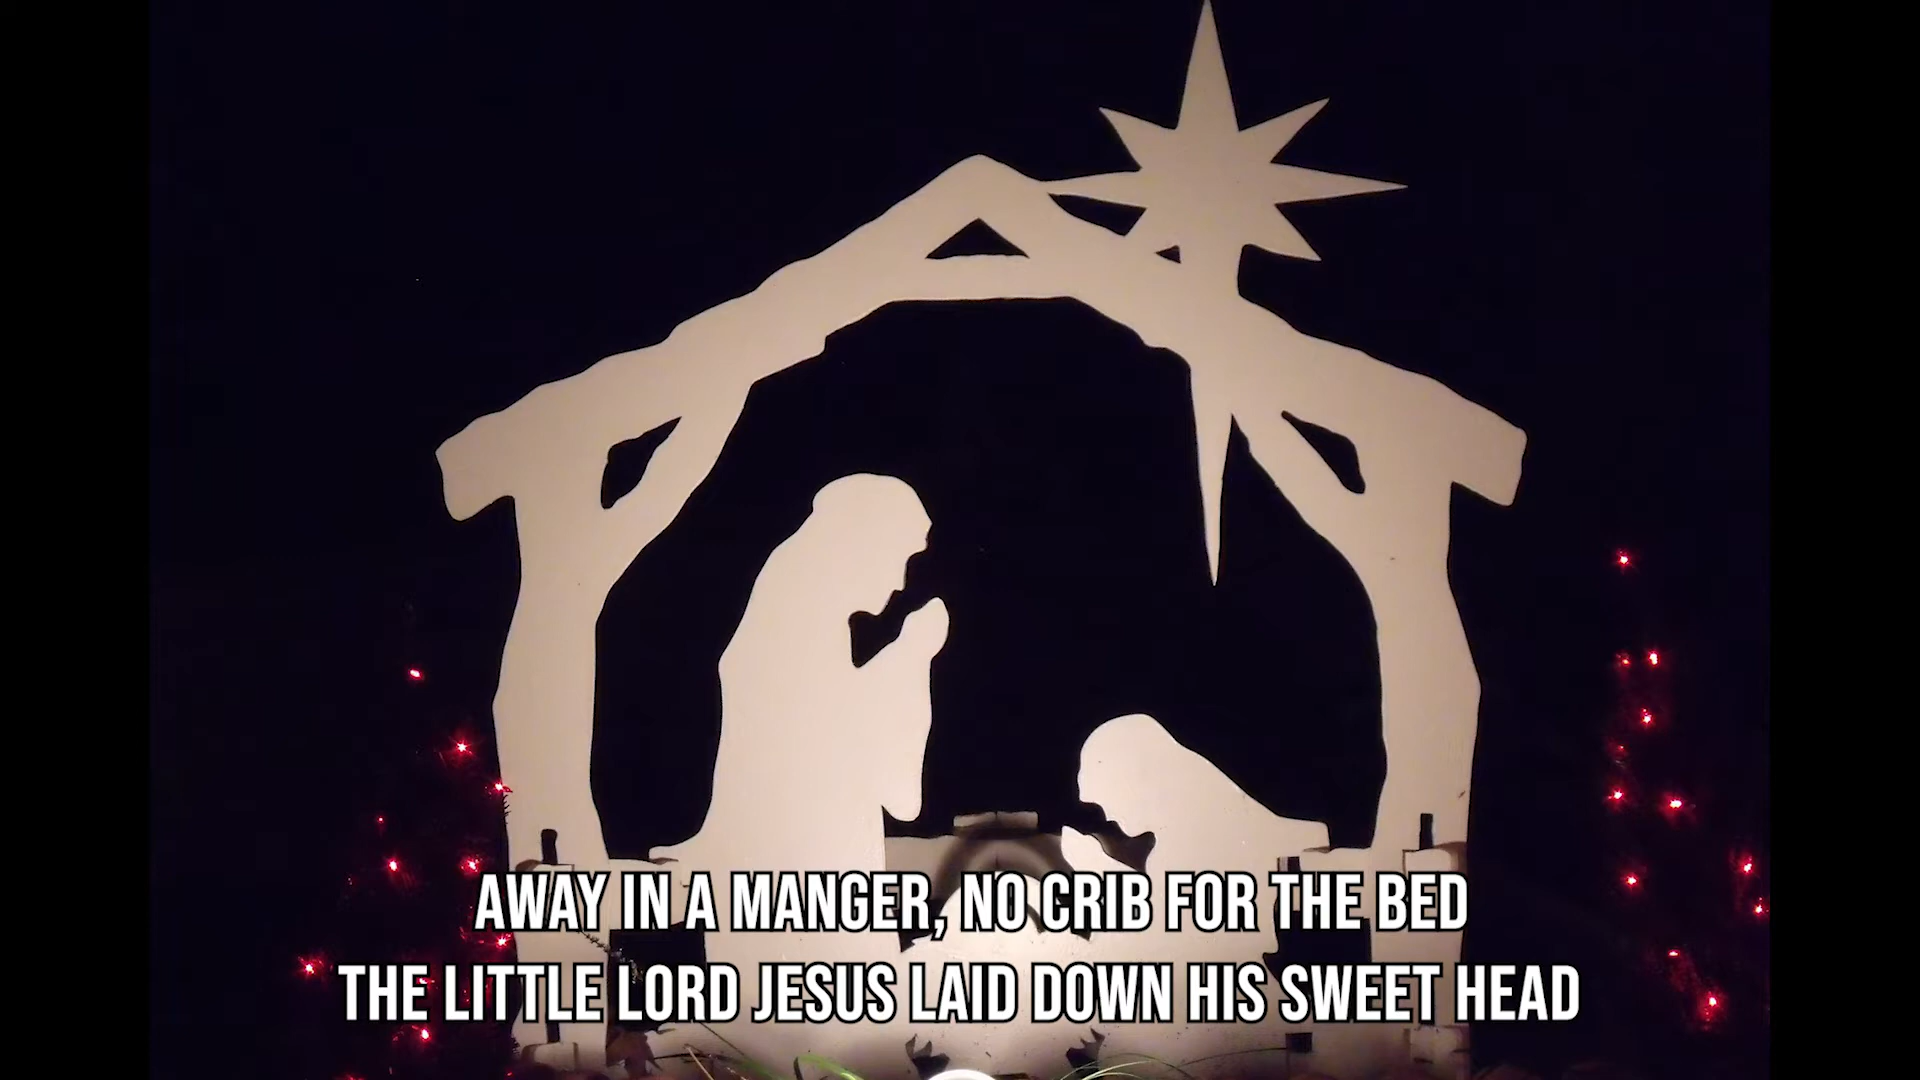 AWAY IN A MANGER, NO CRIB FOR THE BED
THE LITTLE LORD JESUS LAID DOWN HIS SWEET HEAD